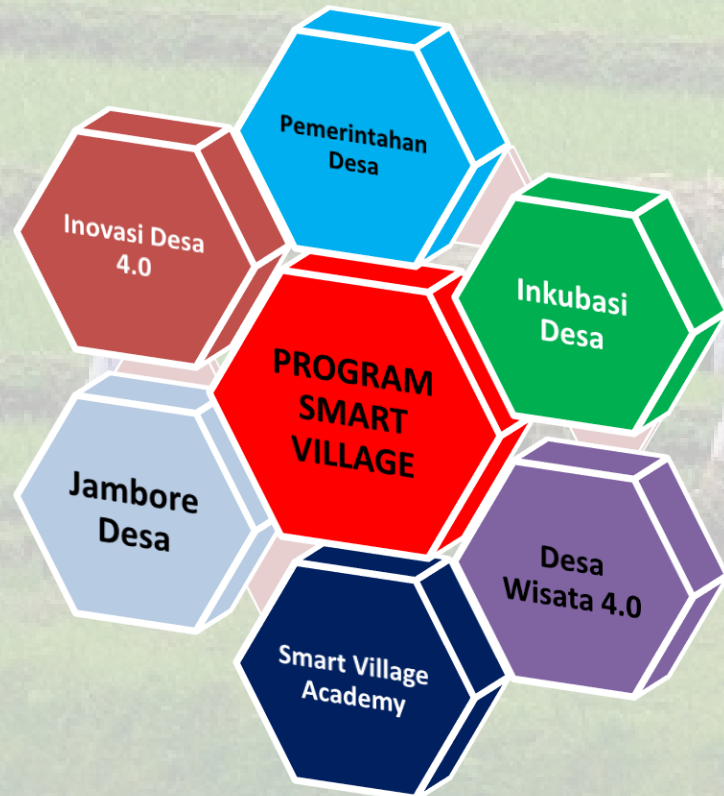 Pemerintahan
Desa
Inovasi Desa
4.0
Inkubasi
Desa
PROGRAM
SMART
VILLAGE
Jambore
Desa
Desa
Wisata 4.0
Smart Village
Academy